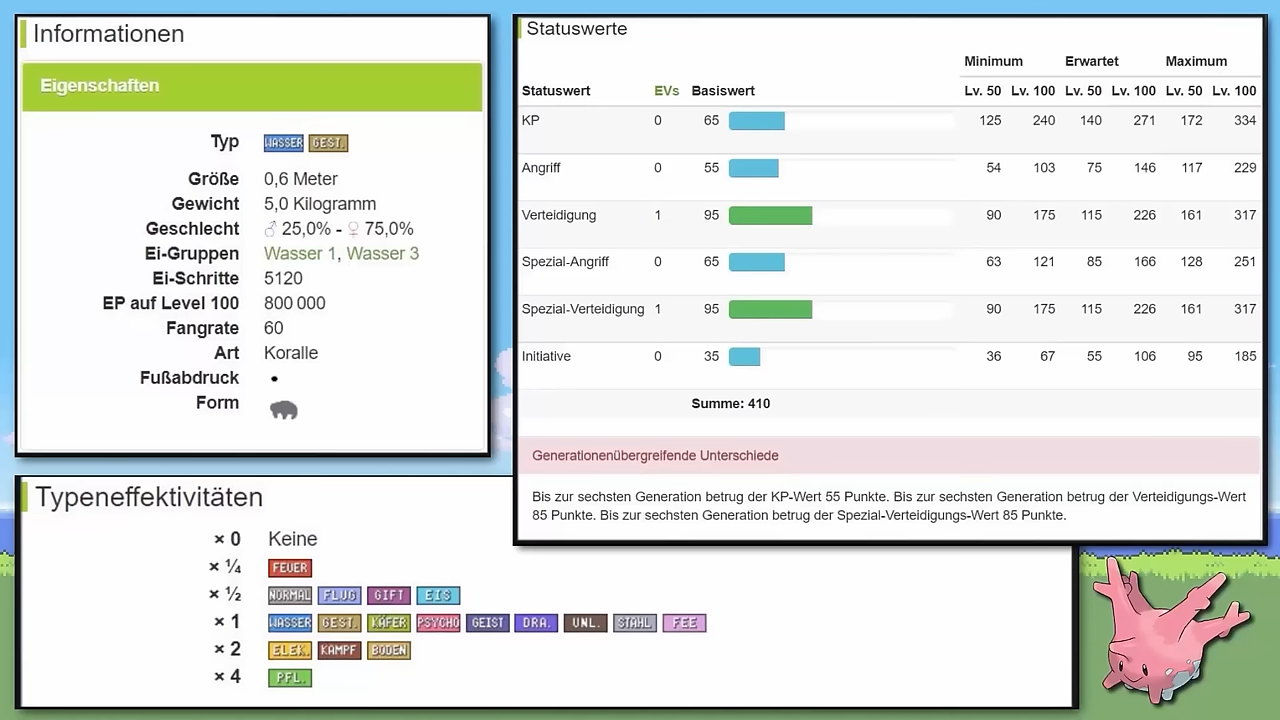 Informationen
Eigenschaften
Typ WASSER GEST.
Größe 0,6 Meter
Gewicht 5,0 Kilogramm
Geschlecht ♂ 25,0% - ♀ 75,0%
Ei-Gruppen Wasser 1, Wasser 3
Ei-Schritte 5120
EP auf Level 100 800 000
Fangrate 60
Art Koralle
Fußabdruck
Form
Statuswerte
Minimum Erwartet Maximum
Statuswert EVs Basiswert Lv. 50 Lv. 100 Lv. 50 Lv. 100 Lv. 50 Lv. 100
KP 0 65 125 240 140 271 172 334
Angriff 0 55 54 103 75 146 117 229
Verteidigung 1 95 90 175 115 226 161 317
Spezial-Angriff 0 65 63 121 85 166 128 251
Spezial-Verteidigung 1 95 90 175 115 226 161 317
Initiative 0 35 36 67 55 106 95 185
Summe: 410
Generationenübergreifende Unterschiede
Bis zur sechsten Generation betrug der KP-Wert 55 Punkte. Bis zur sechsten Generation betrug der Verteidigungs-Wert
85 Punkte. Bis zur sechsten Generation betrug der Spezial-Verteidigungs-Wert 85 Punkte.
Typeneffektivitäten
× 0 Keine
× ¼ FEUER
× ½ NORMAL FLUG GIFT EIS
× 1 WASSER GEST. KÄFER PSYCHO GEIST DRA. UNL. STAHL FEE
× 2 ELEK. KAMPF BODEN
× 4 PFL.